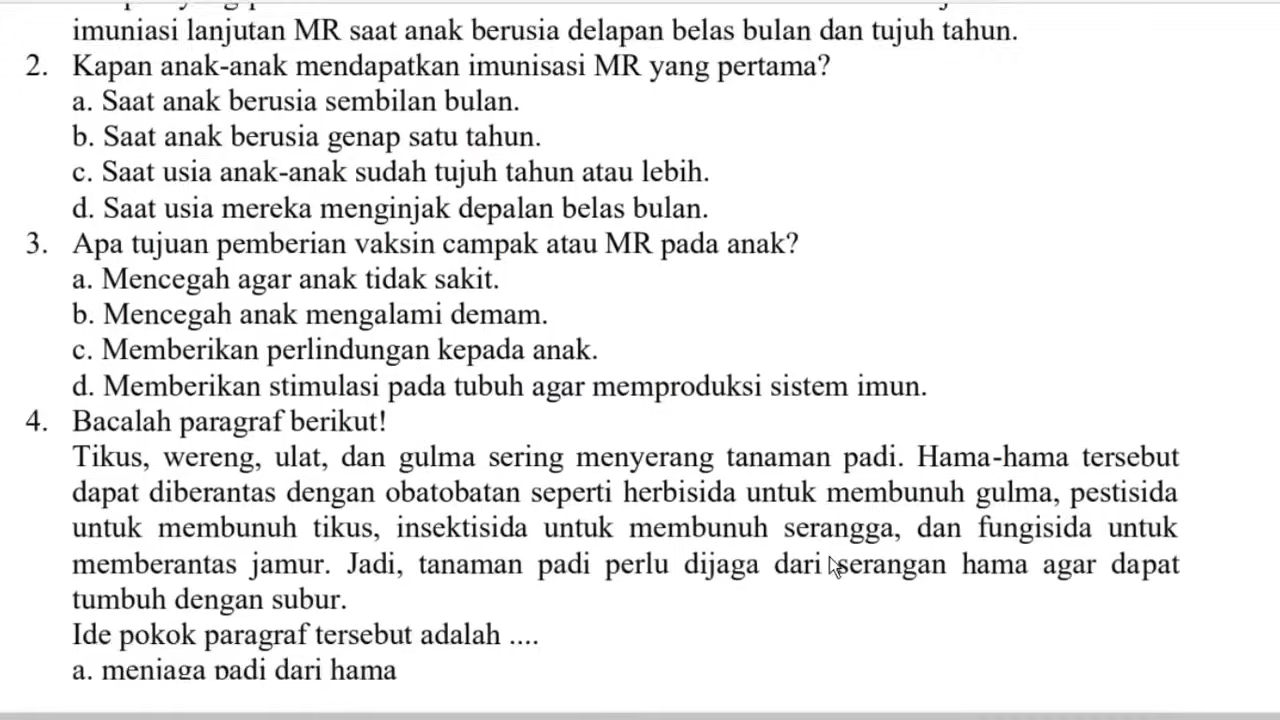 imuniasi lanjutan MR saat anak berusia delapan belas bulan dan tujuh tahun.
2. Kapan anak-anak mendapatkan imunisasi MR yang pertama?
a. Saat anak berusia sembilan bulan.
b. Saat anak berusia genap satu tahun.
c. Saat usia anak-anak sudah tujuh tahun atau lebih.
d. Saat usia mereka menginjak depalan belas bulan.
3. Apa tujuan pemberian vaksin campak atau MR pada anak?
a. Mencegah agar anak tidak sakit.
b. Mencegah anak mengalami demam.
c. Memberikan perlindungan kepada anak.
d. Memberikan stimulasi pada tubuh agar memproduksi sistem imun.
4. Bacalah paragraf berikut!
Tikus, wereng, ulat, dan gulma sering menyerang tanaman padi. Hama-hama tersebut
dapat diberantas dengan obatobatan seperti herbisida untuk membunuh gulma, pestisida
untuk membunuh tikus, insektisida untuk membunuh serangga, dan fungisida untuk
memberantas jamur. Jadi, tanaman padi perlu dijaga dari serangan hama agar dapat
tumbuh dengan subur.
Ide pokok paragraf tersebut adalah ....
a. menjaga padi dari hama